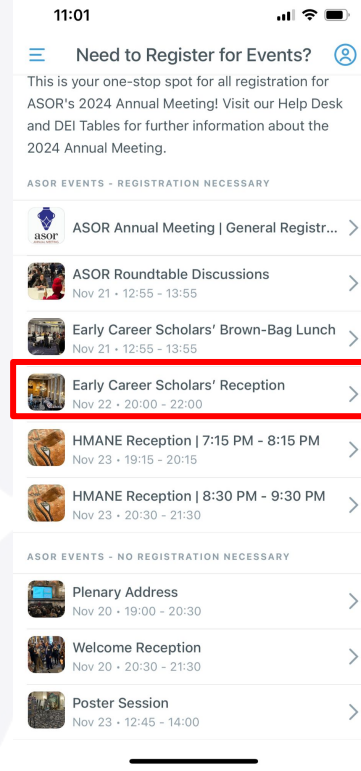 11:01
Need to Register for Events?
This is your one-stop spot for all registration for
ASOR's 2024 Annual Meeting! Visit our Help Desk
and DEI Tables for further information about the
2024 Annual Meeting.
ASOR EVENTS - REGISTRATION NECESSARY
asor
ANNUAL MEETING
ASOR Annual Meeting | General Registr...
ASOR Roundtable Discussions
Nov 21 • 12:55 - 13:55
Early Career Scholars’ Brown-Bag Lunch
Nov 21 • 12:55 - 13:55
Early Career Scholars’ Reception
Nov 22 • 20:00 - 22:00
HMANE Reception | 7:15 PM - 8:15 PM
Nov 23 • 19:15 - 20:15
HMANE Reception | 8:30 PM - 9:30 PM
Nov 23 • 20:30 - 21:30
ASOR EVENTS - NO REGISTRATION NECESSARY
Plenary Address
Nov 20 • 19:00 - 20:30
Welcome Reception
Nov 20 • 20:30 - 21:30
Poster Session
Nov 23 • 12:45 - 14:00